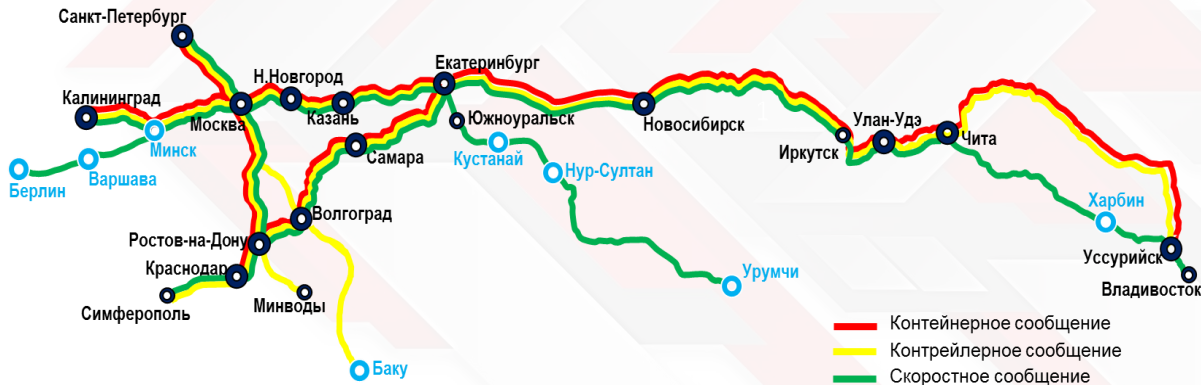 Санкт-Петербург
Екатеринбург
Н.Новгород
Калининград
Москва
Казань
Южноуральск
Новосибирск
Улан-Удэ
Чита
Иркутск
Минск
Самара
Кустанай
Варшава
Нур-Султан
Берлин
Харбин
Волгоград
Ростов-на-Дону
Уссурийск
Краснодар
Урумчи
Владивосток
Симферополь
Минводы
Баку
Контейнерное сообщение
Контрейлерное сообщение
Скоростное сообщение